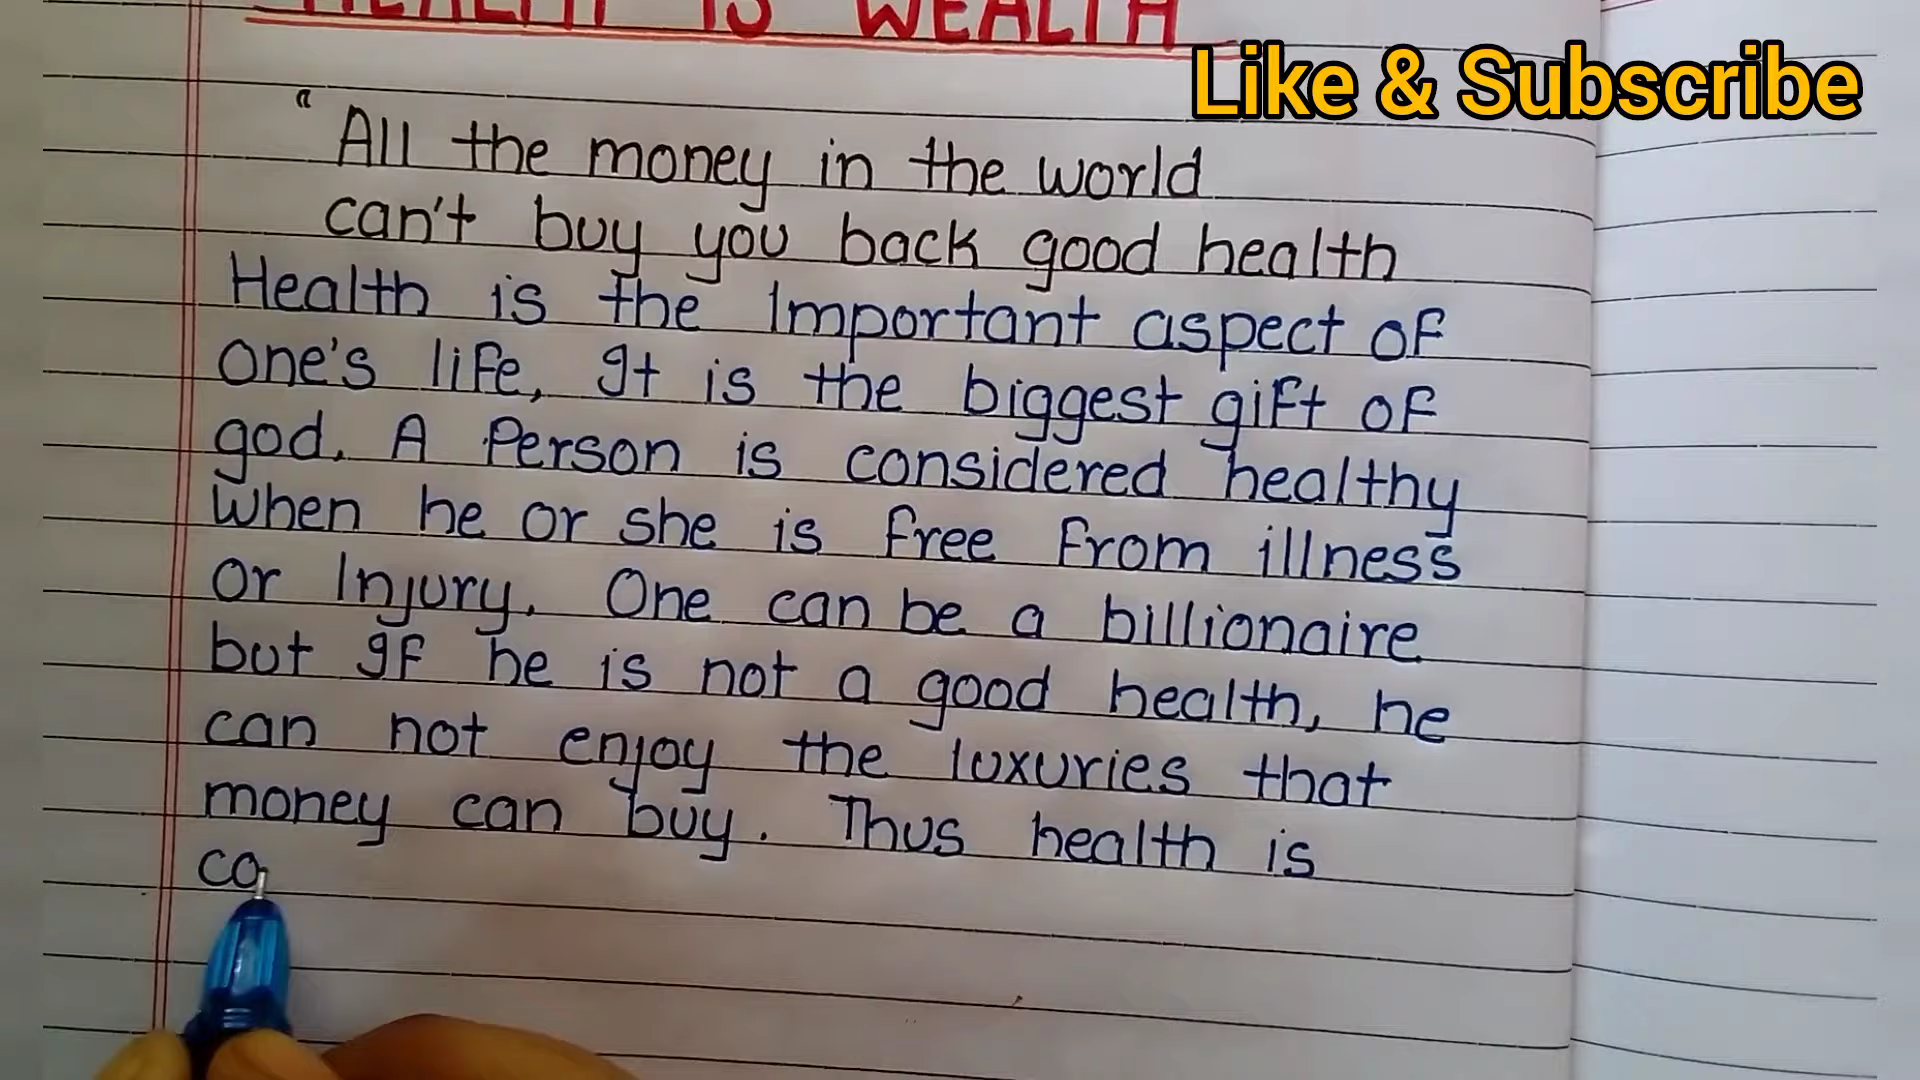 HEALTH IS WEALTH
Like & Subscribe
" All the money in the world
can't buy you back good health
Health is the Important aspect of
one's life, It is the biggest gift of
god. A Person is considered healthy
when he or she is free from illness
or Injury. One can be a billionaire
but If he is not a good health, he
can not enjoy the luxuries that
money can buy. Thus health is
co